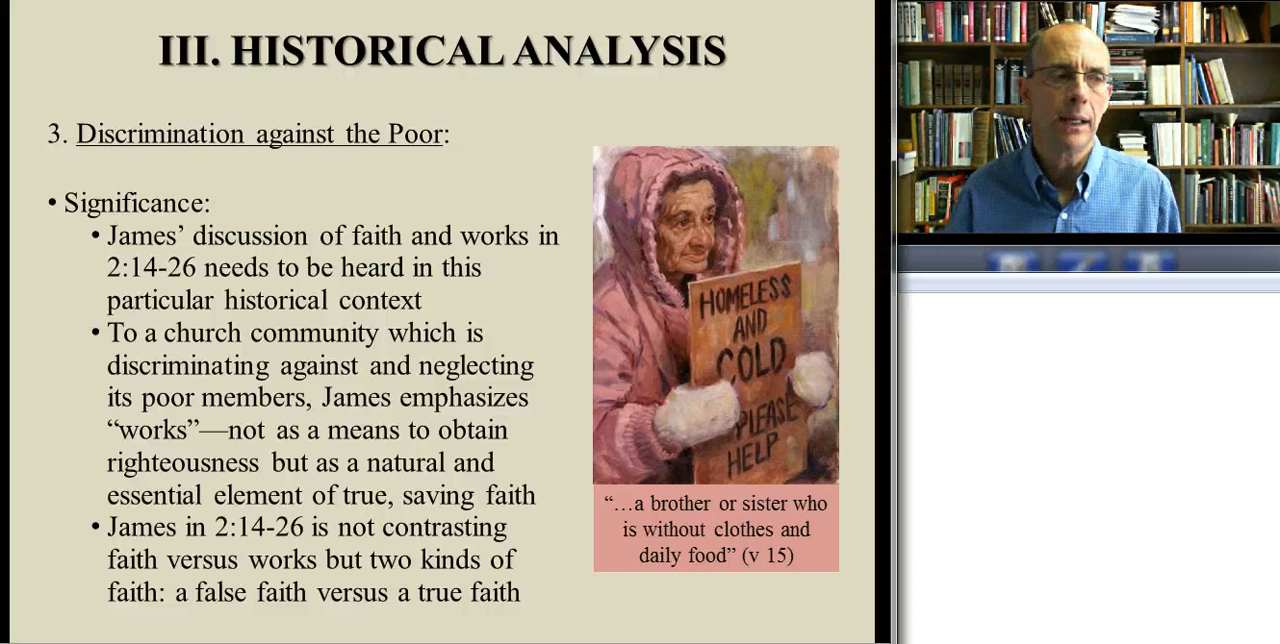 III. HISTORICAL ANALYSIS
3. Discrimination against the Poor:
• Significance:
• James’ discussion of faith and works in
2:14-26 needs to be heard in this
particular historical context
• To a church community which is
discriminating against and neglecting
its poor members, James emphasizes
“works”—not as a means to obtain
righteousness but as a natural and
essential element of true, saving faith
• James in 2:14-26 is not contrasting
faith versus works but two kinds of
faith: a false faith versus a true faith
HOMELESS
AND
COLD
PLEASE
HELP
“…a brother or sister who
is without clothes and
daily food” (v 15)